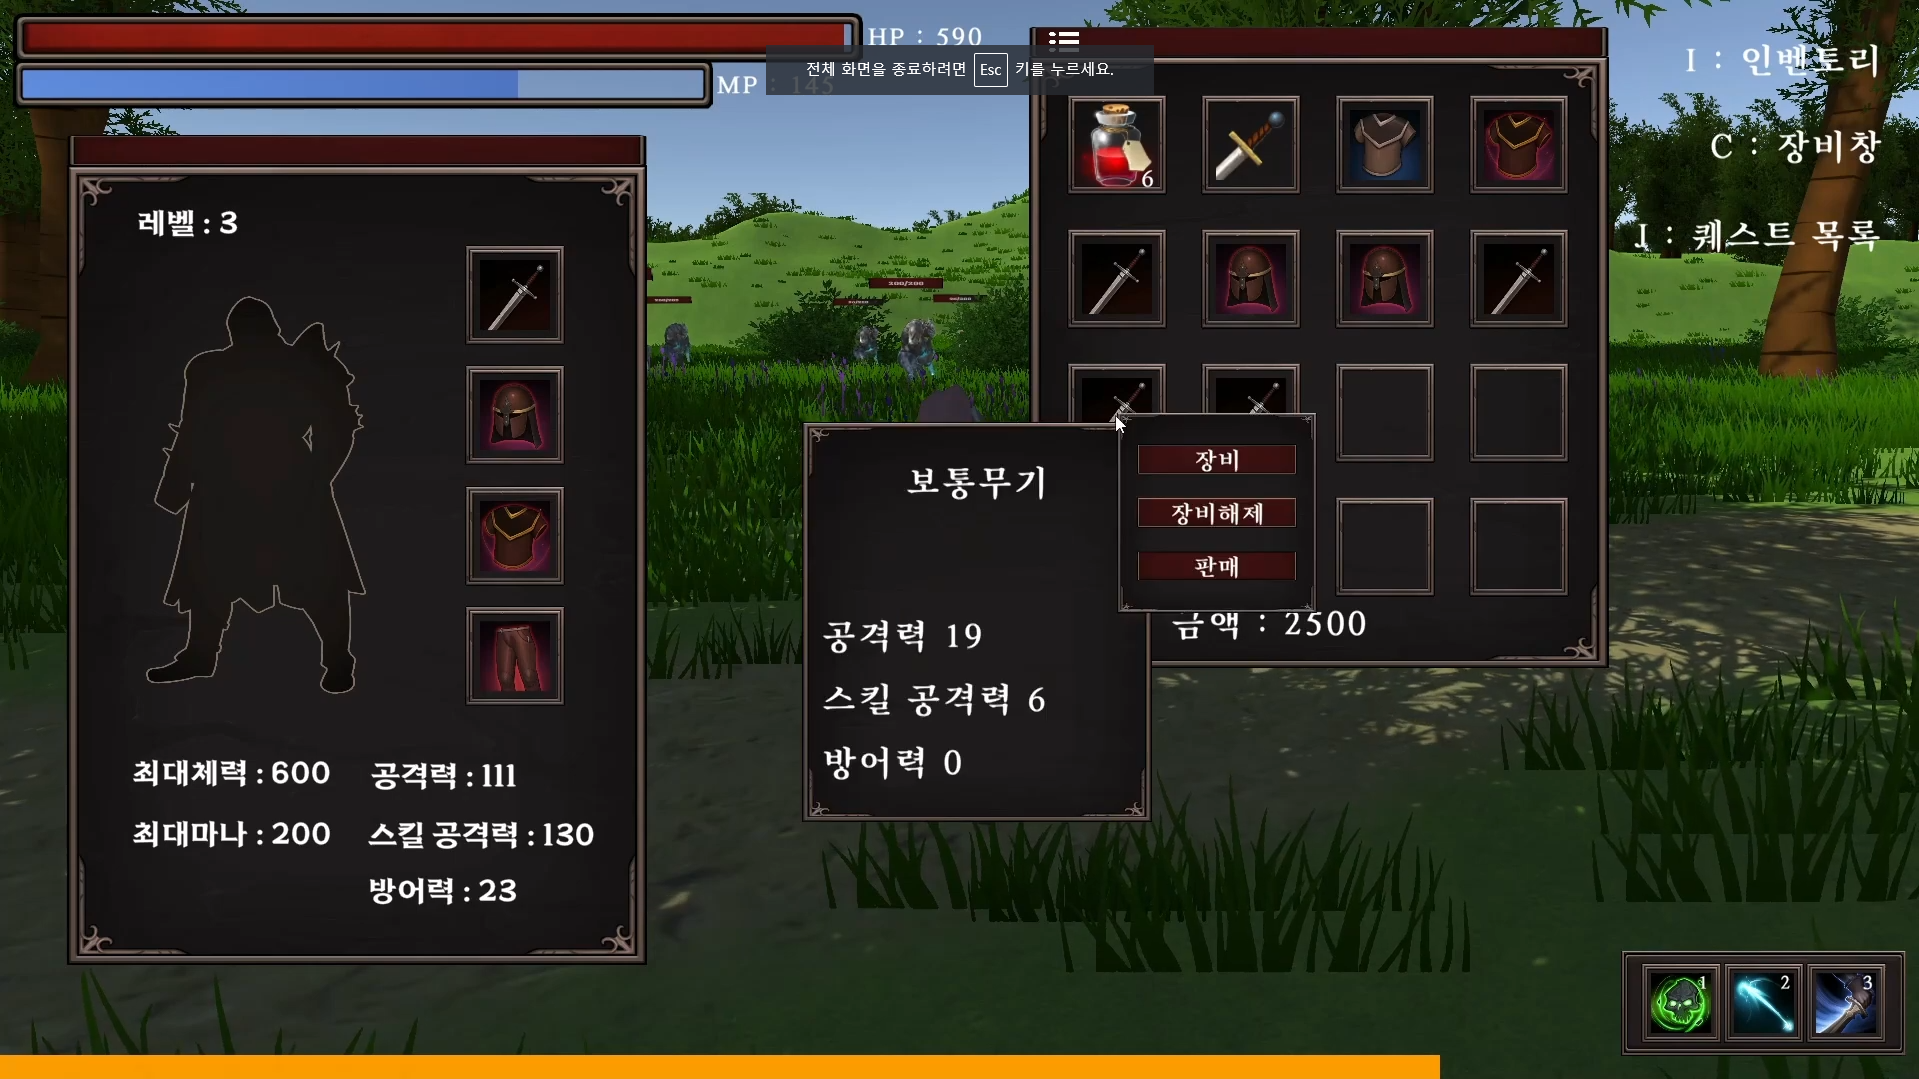 HP : 590
전체 화면을 종료하려면 Esc 키를 누르세요.
MP : 145
I : 인벤토리
C : 장비창
J : 퀘스트 목록
6
레벨 : 3
200/200
보통무기
장비
장비해제
판매
공격력 19
스킬 공격력 6
방어력 0
금액 : 2500
최대체력 : 600
공격력 : 111
최대마나 : 200
스킬 공격력 : 130
방어력 : 23
1
2
3